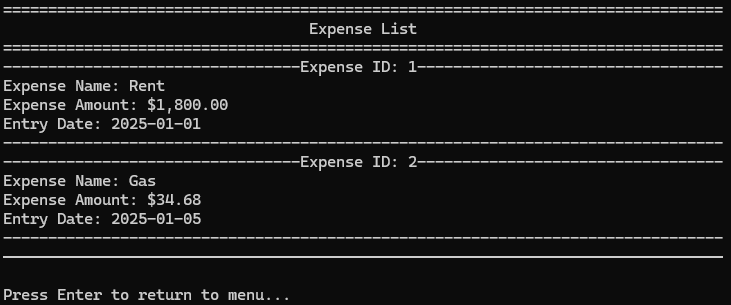 ================================================================================
                                  Expense List
================================================================================
---------------------------------Expense ID: 1----------------------------------
Expense Name: Rent
Expense Amount: $1,800.00
Entry Date: 2025-01-01
--------------------------------------------------------------------------------
---------------------------------Expense ID: 2----------------------------------
Expense Name: Gas
Expense Amount: $34.68
Entry Date: 2025-01-05
--------------------------------------------------------------------------------
________________________________________________________________________________

Press Enter to return to menu...